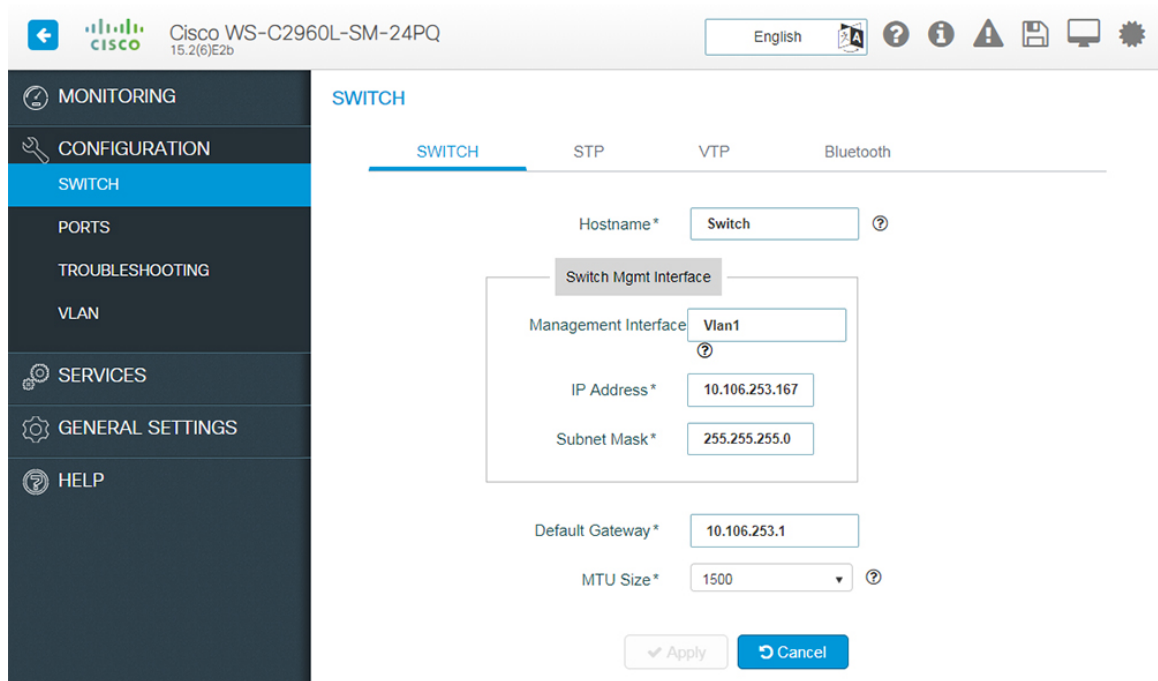 CISCO
Cisco WS-C2960L-SM-24PQ
15.2(6)E2b
English
MONITORING
CONFIGURATION
SWITCH
PORTS
TROUBLESHOOTING
VLAN
SERVICES
GENERAL SETTINGS
HELP
SWITCH
SWITCH STP VTP Bluetooth
Hostname* Switch
Switch Mgmt Interface
Management Interface Vlan1
IP Address* 10.106.253.167
Subnet Mask* 255.255.255.0
Default Gateway* 10.106.253.1
MTU Size* 1500
Apply Cancel